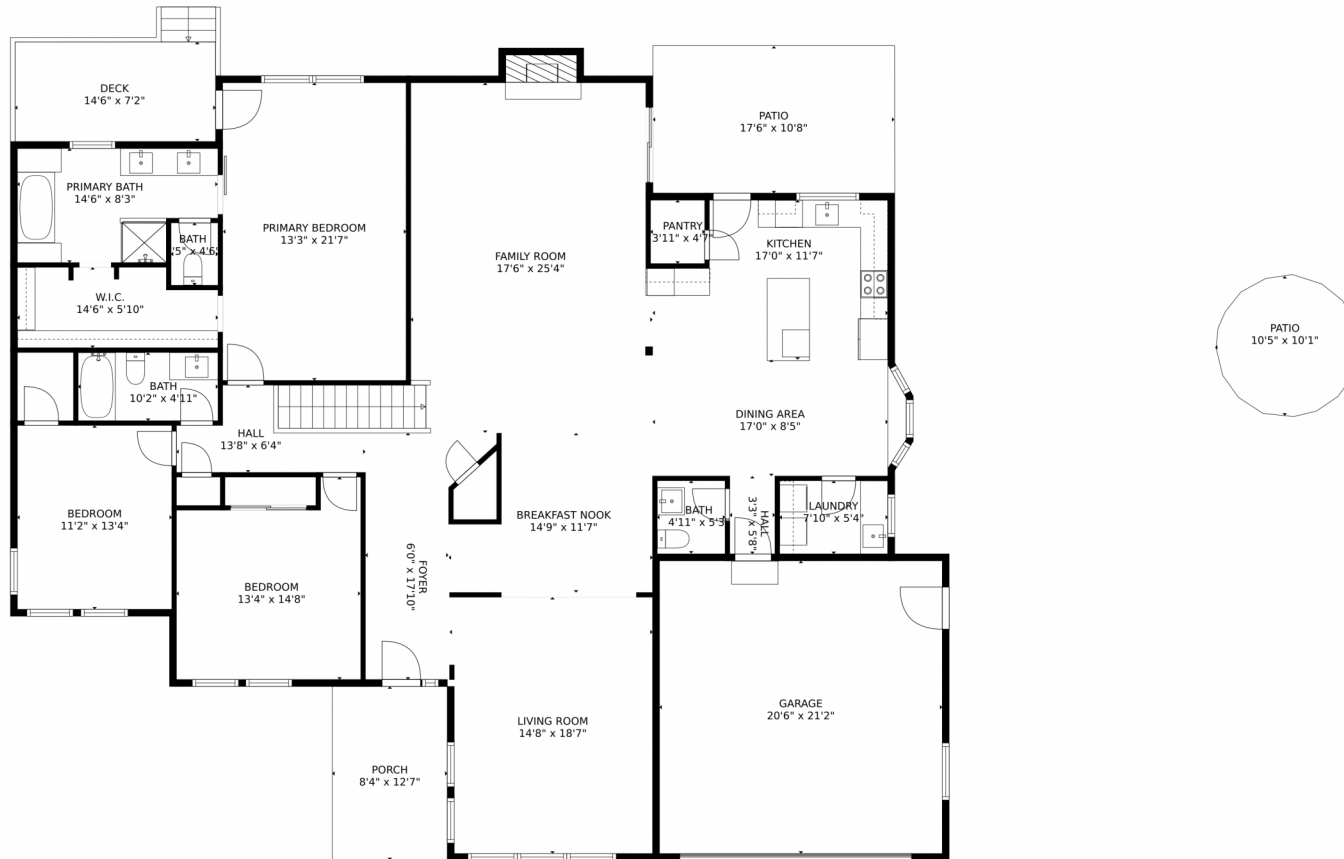 DECK
14'6" x 7'2"
PATIO
17'6" x 10'8"
PRIMARY BATH
14'6" x 8'3"
PRIMARY BEDROOM
13'3" x 21'7"
BATH
'5" x 4'6"
PANTRY
3'11" x 4'7"
KITCHEN
17'0" x 11'7"
FAMILY ROOM
17'6" x 25'4"
W.I.C.
14'6" x 5'10"
PATIO
10'5" x 10'1"
BATH
10'2" x 4'11"
HALL
13'8" x 6'4"
DINING AREA
17'0" x 8'5"
BEDROOM
11'2" x 13'4"
BREAKFAST NOOK
14'9" x 11'7"
BATH
4'11" x 5'3"
HALL
3'3" x 5'8"
LAUNDRY
7'10" x 5'4"
BEDROOM
13'4" x 14'8"
FOYER
6'0" x 17'10"
GARAGE
20'6" x 21'2"
LIVING ROOM
14'8" x 18'7"
PORCH
8'4" x 12'7"